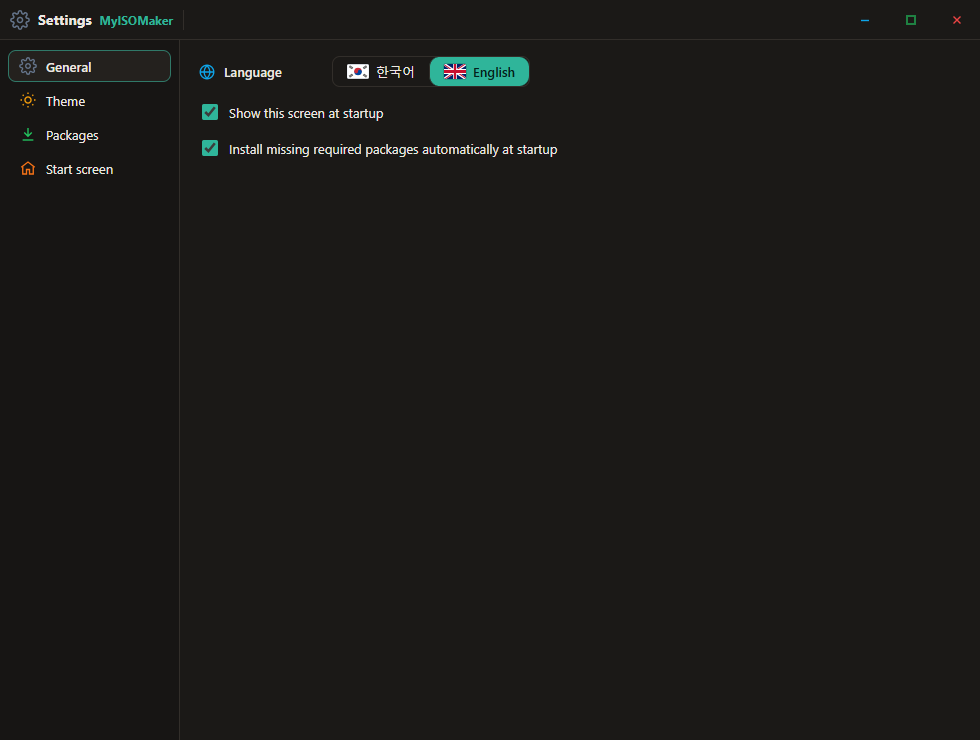 Settings MyISOMaker
General
Theme
Packages
Start screen
Language 한국어 English
Show this screen at startup
Install missing required packages automatically at startup